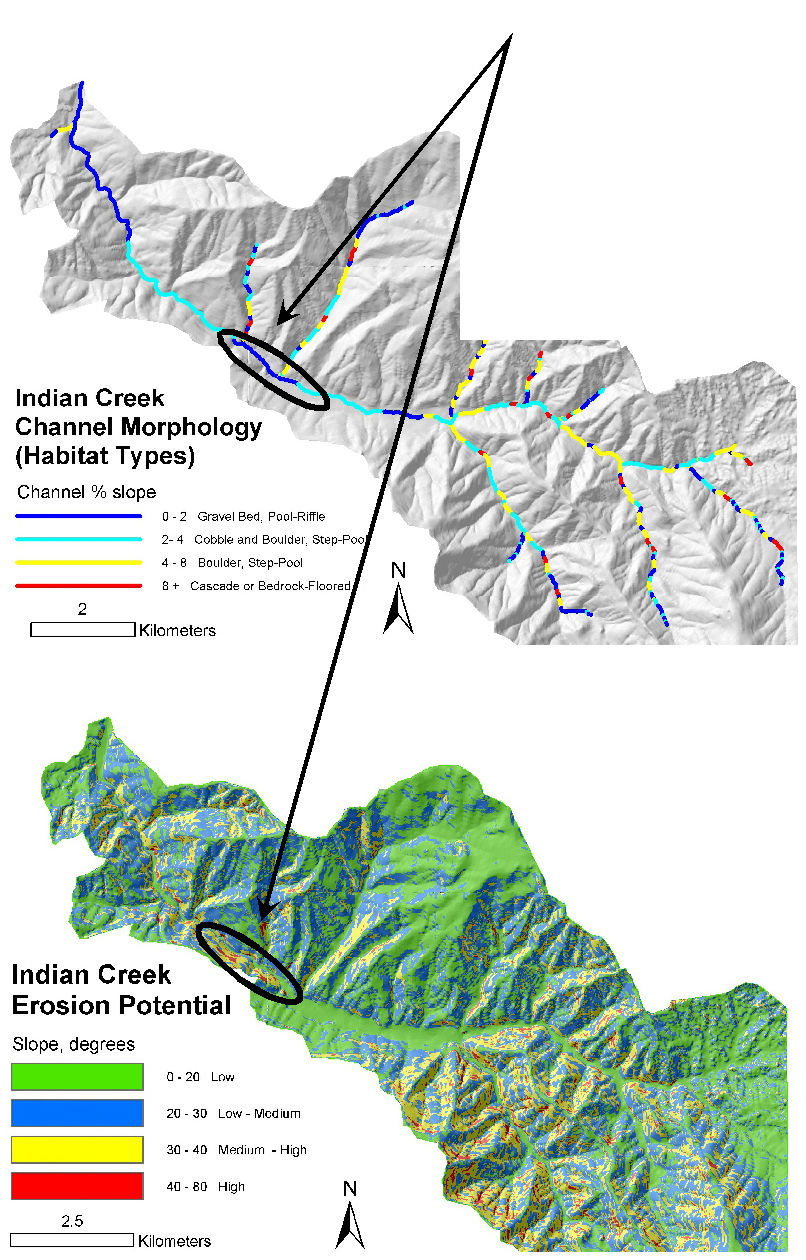 Indian Creek
Channel Morphology
(Habitat Types)
Channel % slope
0 - 2 Gravel Bed, Pool-Riffle
2- 4 Cobble and Boulder, Step-Pool
4 - 8 Boulder, Step-Pool
8 + Cascade or Bedrock-Floored
2
Kilometers
N
Indian Creek
Erosion Potential
Slope, degrees
0 - 20 Low
20 - 30 Low - Medium
30 - 40 Medium - High
40 - 80 High
2.5
Kilometers
N